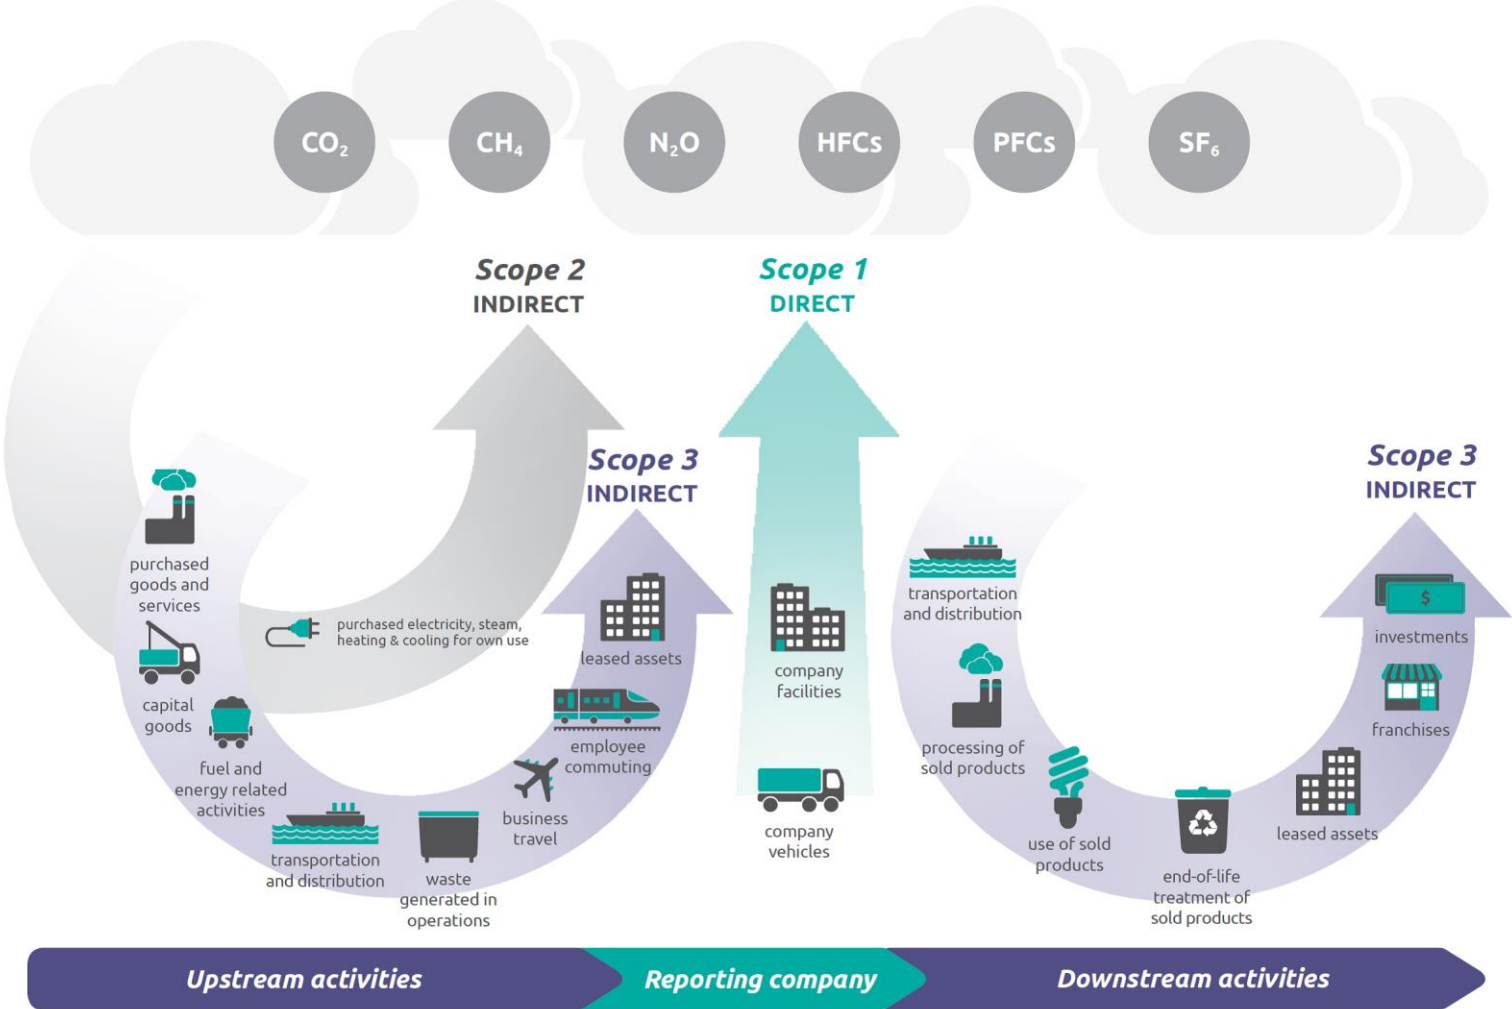 CO₂
CH₄
N₂O
HFCs
PFCs
SF₆
Scope 2
INDIRECT
Scope 1
DIRECT
Scope 3
INDIRECT
Scope 3
INDIRECT
purchased
goods and
services
capital
goods
fuel and
energy related
activities
transportation
and distribution
waste
generated in
operations
business
travel
employee
commuting
leased assets
purchased electricity, steam,
heating & cooling for own use
company
facilities
company
vehicles
transportation
and distribution
processing of
sold products
use of sold
products
end-of-life
treatment of
sold products
leased assets
franchises
$
investments
Upstream activities
Reporting company
Downstream activities